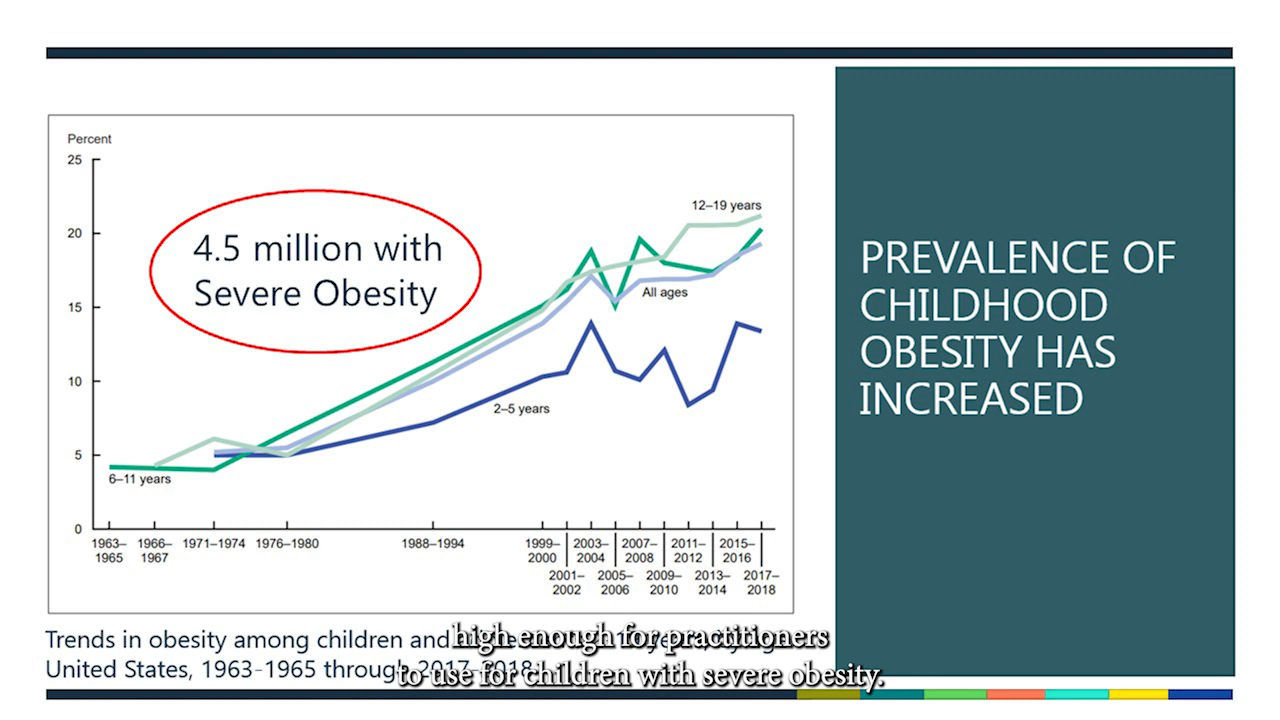 Percent
25
20
15
10
5
0
4.5 million with
Severe Obesity
12–19 years
All ages
2–5 years
6–11 years
1963–
1965
1966–
1967
1971–1974
1976–1980
1988–1994
1999–
2000
2001–
2002
2003–
2004
2005–
2006
2007–
2008
2009–
2010
2011–
2012
2013–
2014
2015–
2016
2017–
2018
PREVALENCE OF
CHILDHOOD
OBESITY HAS
INCREASED
Trends in obesity among children and
United States, 1963-1965 through 2017-2018
high enough for practitioners
to use for children with severe obesity.